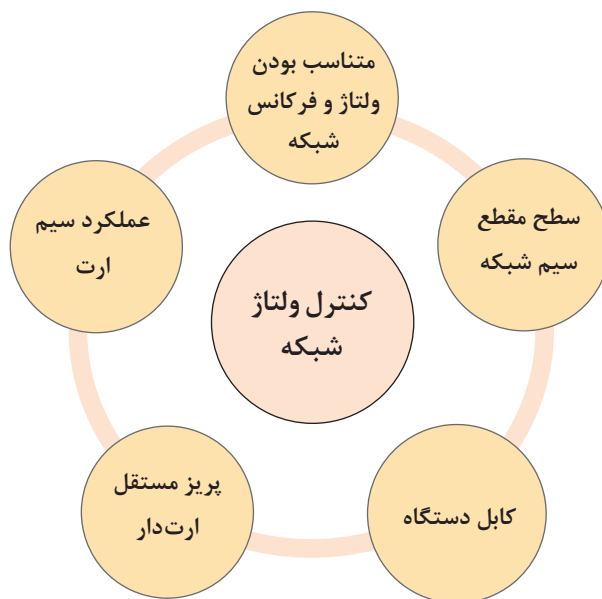 متناسب بودن
ولتاژ و فرکانس
شبکه
سطح مقطع
سیم شبکه
کابل دستگاه
پریز مستقل
ارت‌دار
عملکرد سیم
ارت
کنترل ولتاژ
شبکه